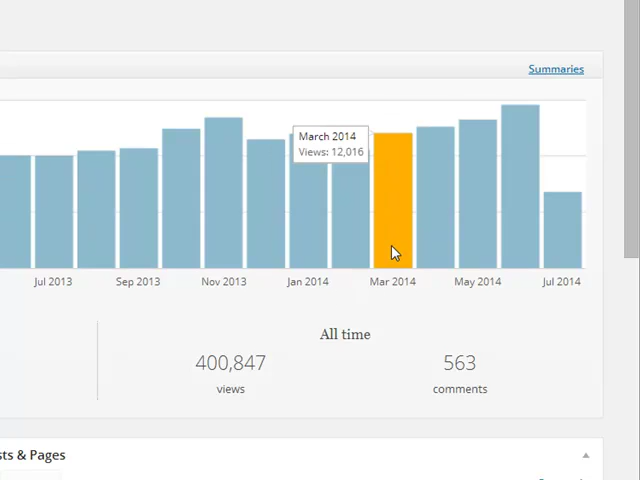 Summaries
March 2014
Views: 12,016
Jul 2013
Sep 2013
Nov 2013
Jan 2014
Mar 2014
May 2014
Jul 2014
All time
400,847
563
views
comments
sts & Pages